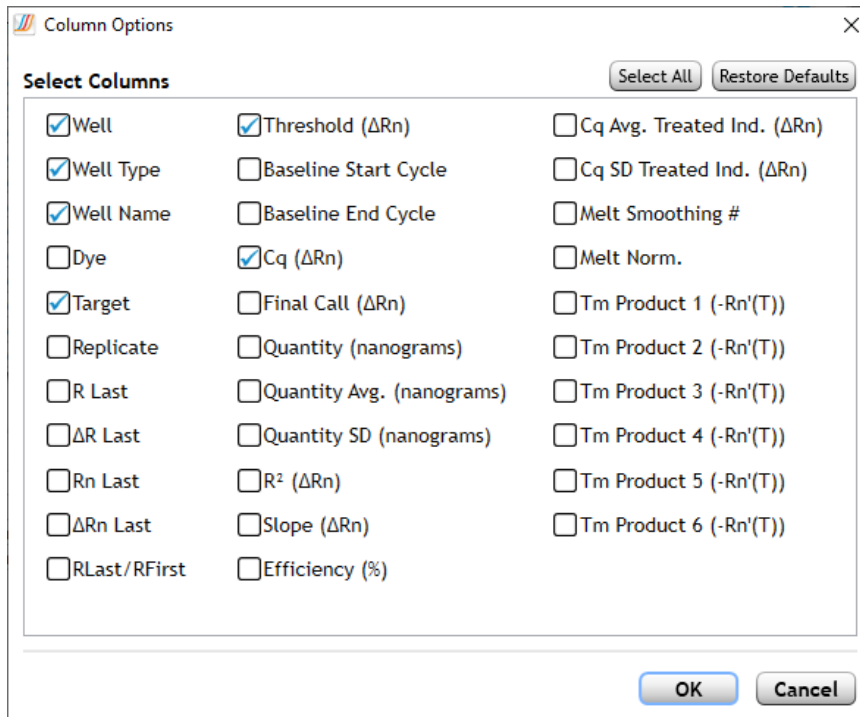 Column Options
Select Columns
Select All
Restore Defaults
Well
Well Type
Well Name
Dye
Target
Replicate
R Last
ΔR Last
Rn Last
ΔRn Last
RLast/RFirst
Threshold (ΔRn)
Baseline Start Cycle
Baseline End Cycle
Cq (ΔRn)
Final Call (ΔRn)
Quantity (nanograms)
Quantity Avg. (nanograms)
Quantity SD (nanograms)
R² (ΔRn)
Slope (ΔRn)
Efficiency (%)
Cq Avg. Treated Ind. (ΔRn)
Cq SD Treated Ind. (ΔRn)
Melt Smoothing #
Melt Norm.
Tm Product 1 (-Rn'(T))
Tm Product 2 (-Rn'(T))
Tm Product 3 (-Rn'(T))
Tm Product 4 (-Rn'(T))
Tm Product 5 (-Rn'(T))
Tm Product 6 (-Rn'(T))
OK
Cancel